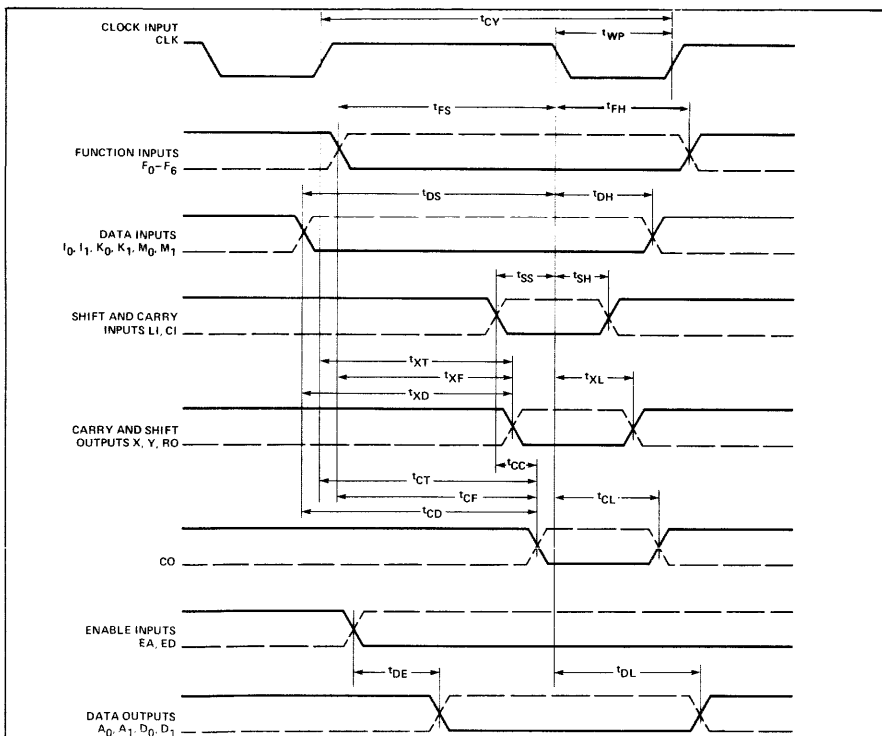 tCY
CLOCK INPUT
CLK
tWP
tFS
tFH
FUNCTION INPUTS
F0–F6
tDS
tDH
DATA INPUTS
I0, I1, K0, K1, M0, M1
tSS
tSH
SHIFT AND CARRY
INPUTS LI, CI
tXT
tXF
tXL
tXD
CARRY AND SHIFT
OUTPUTS X, Y, RO
tCC
tCT
tCF
tCL
tCD
CO
ENABLE INPUTS
EA, ED
tDE
tDL
DATA OUTPUTS
A0, A1, D0, D1